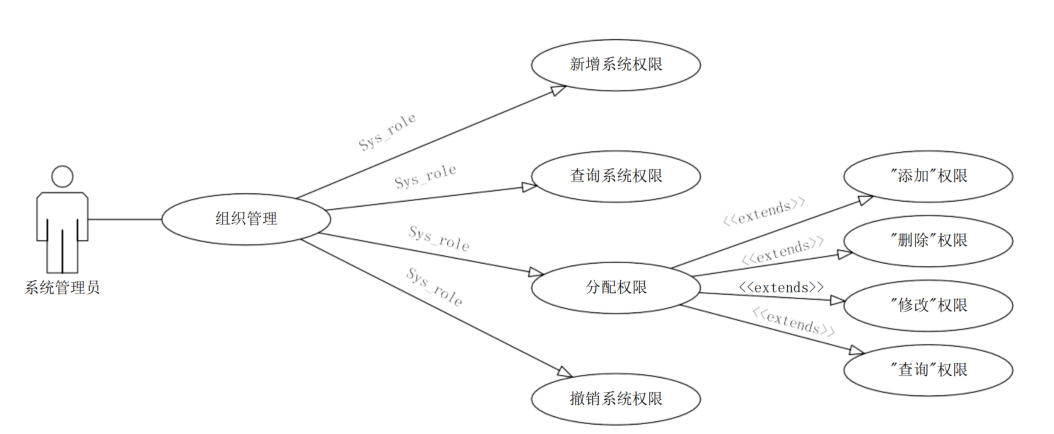 新增系统权限
Sys_role
Sys_role
查询系统权限
"添加"权限
组织管理
<<extends>>
Sys_role
<<extends>>
"删除"权限
系统管理员
分配权限
<<extends>>
Sys_role
"修改"权限
<<extends>>
"查询"权限
撤销系统权限